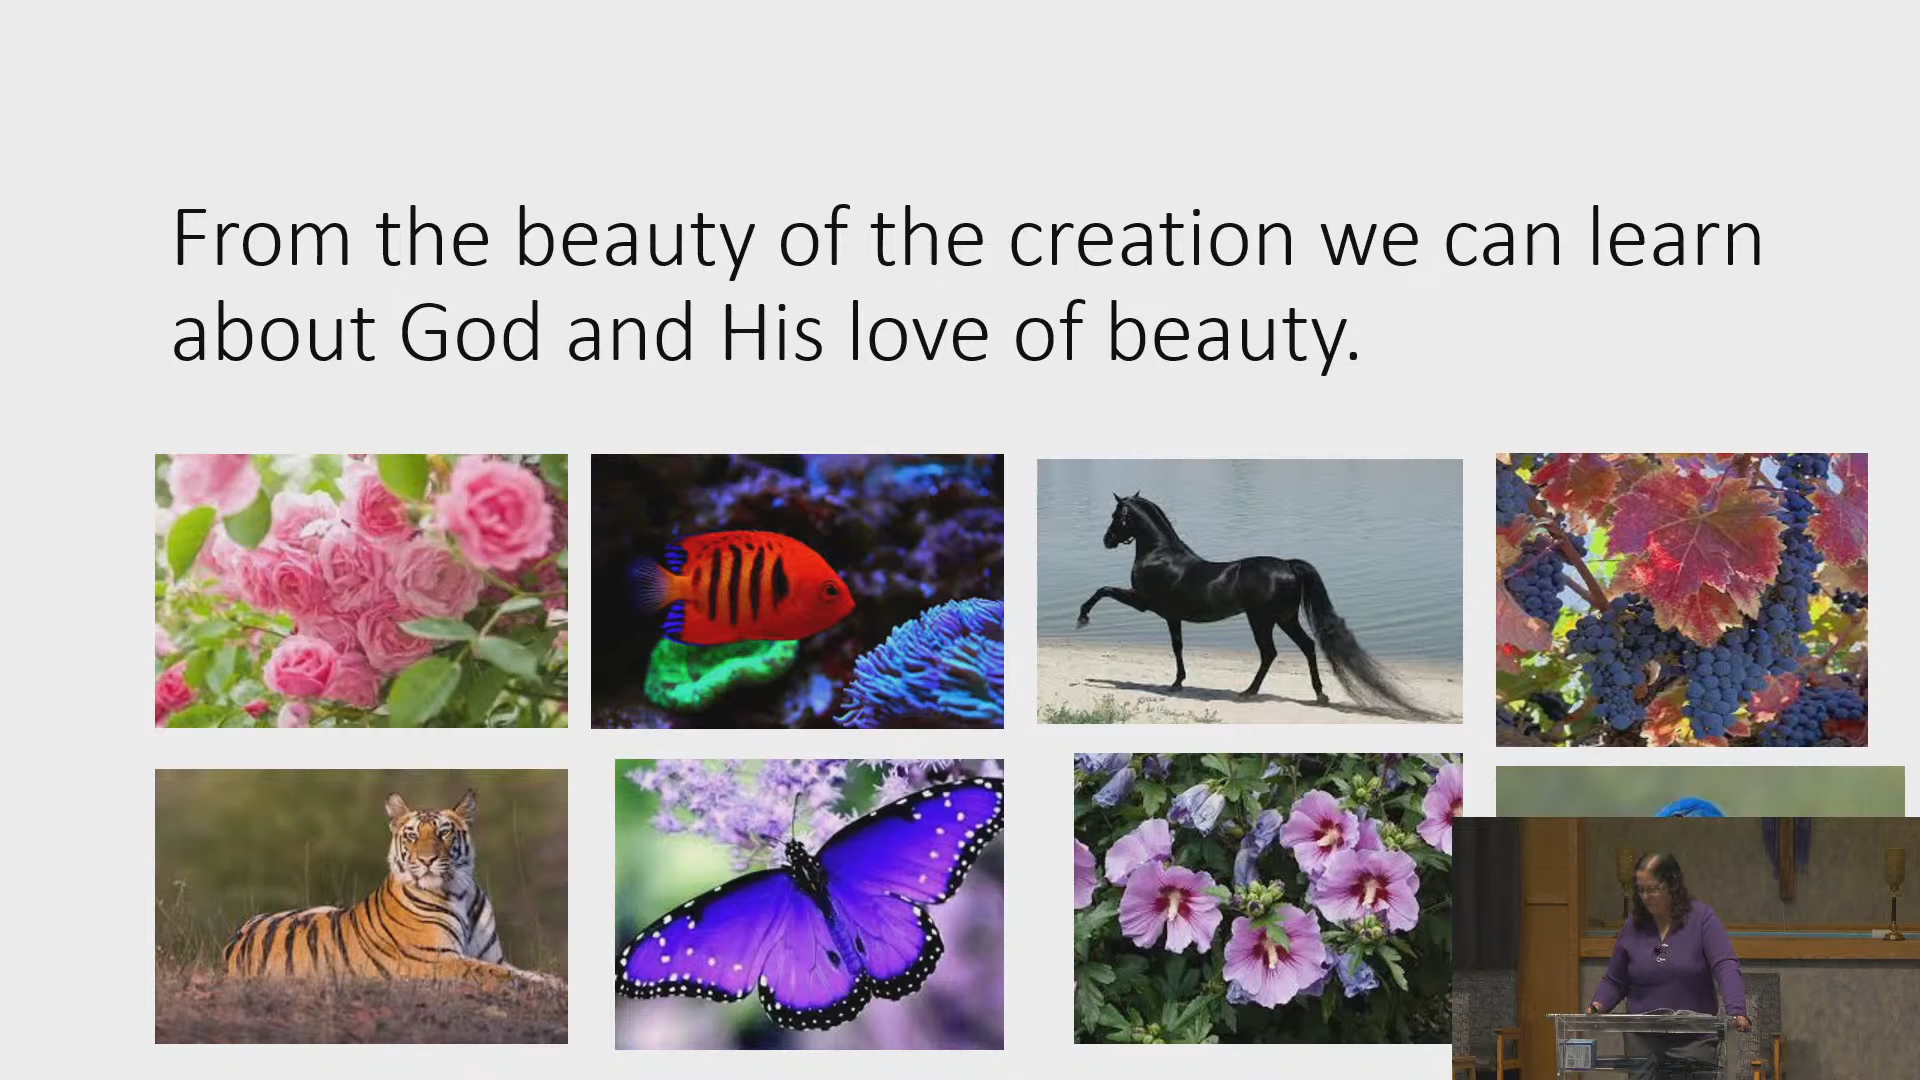 From the beauty of the creation we can learn
about God and His love of beauty.